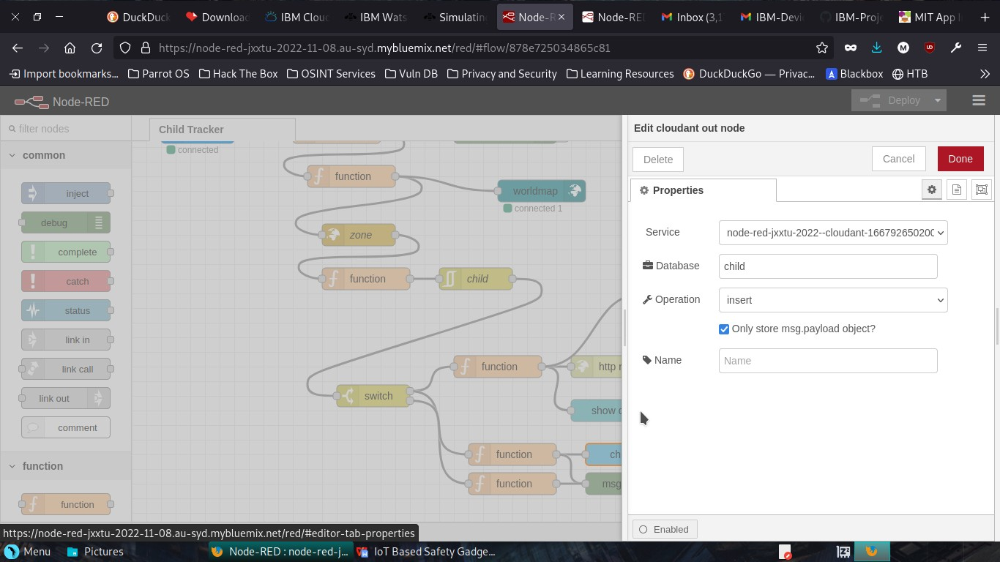 DuckDuck
Downloa
IBM Clou
IBM Wats
Simulatin
Node-R
Node-RE
Inbox (3,1
IBM-Devi
IBM-Proj
MIT App I
https://node-red-jxxtu-2022-11-08.au-syd.mybluemix.net/red/#flow/878e725034865c81
Import bookmarks... Parrot OS Hack The Box OSINT Services Vuln DB Privacy and Security Learning Resources DuckDuckGo — Privac... Blackbox HTB
Node-RED
Deploy
filter nodes
common
inject
debug
complete
catch
status
link in
link call
link out
comment
function
function
Child Tracker
connected
function
worldmap
connected 1
zone
function
child
function
http r
switch
show
function
ch
function
msg
Edit cloudant out node
Delete
Cancel
Done
Properties
Service
node-red-jxxtu-2022--cloudant-16679265020
Database
child
Operation
insert
Only store msg.payload object?
Name
Name
Enabled
https://node-red-jxxtu-2022-11-08.au-syd.mybluemix.net/red/#editor-tab-properties
Menu
Pictures
Node-RED : node-red-j...
IoT Based Safety Gadge...